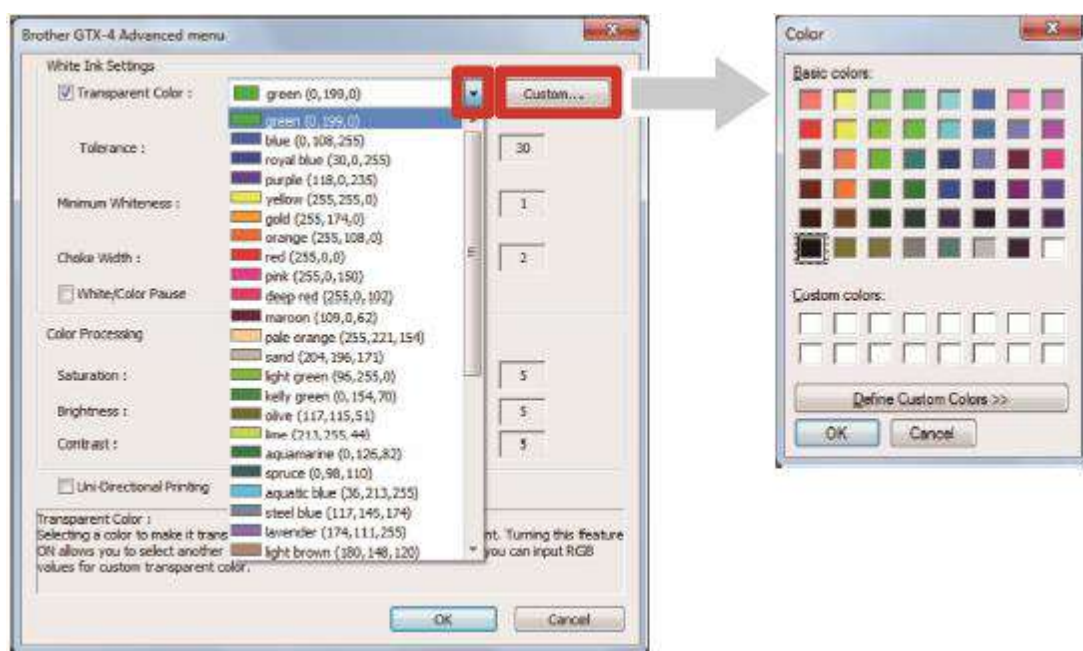 Brother GTX-4 Advanced menu
White Ink Settings
Transparent Color :
green (0,199,0)
Custom...
green (0,199,0)
blue (0,108,255)
royal blue (30,0,255)
purple (118,0,235)
yellow (255,255,0)
gold (255,174,0)
orange (255,108,0)
red (255,0,0)
pink (255,0,150)
deep red (255,0,102)
maroon (109,0,62)
pale orange (255,221,154)
sand (204,196,171)
light green (96,255,0)
kelly green (0,154,70)
olive (117,115,51)
lime (213,255,44)
aquamarine (0,126,82)
spruce (0,98,110)
aquatic blue (36,213,255)
steel blue (117,145,174)
lavender (174,111,255)
light brown (180,148,120)
Tolerance :
30
Minimum Whiteness :
1
Choke Width :
2
White/Color Pause
Color Processing
Saturation :
5
Brightness :
5
Contrast :
5
Uni-Directional Printing
Transparent Color :
Selecting a color to make it trans nt. Turning this feature
ON allows you to select another you can input RGB
values for custom transparent color.
OK
Cancel
Color
Basic colors:
Custom colors:
Define Custom Colors >>
OK
Cancel